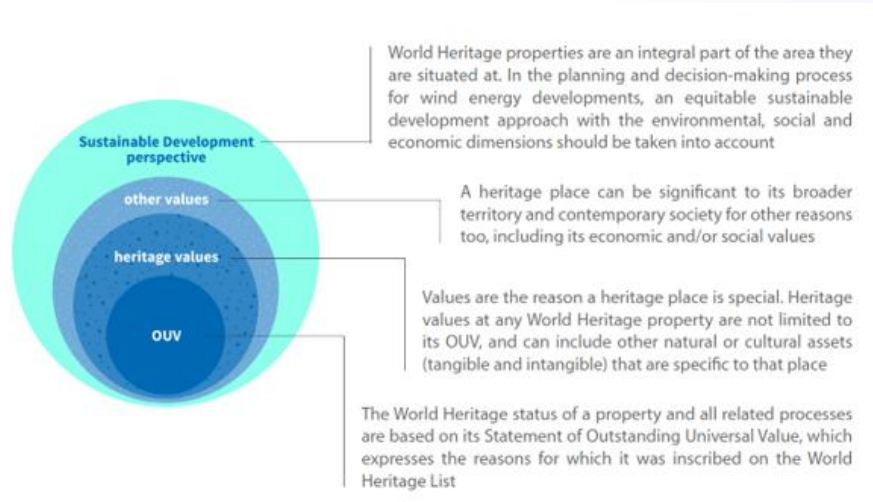 World Heritage properties are an integral part of the area they
are situated at. In the planning and decision-making process
for wind energy developments, an equitable sustainable
development approach with the environmental, social and
economic dimensions should be taken into account
Sustainable Development
perspective
other values
A heritage place can be significant to its broader
territory and contemporary society for other reasons
too, including its economic and/or social values
heritage values
Values are the reason a heritage place is special. Heritage
values at any World Heritage property are not limited to
its OUV, and can include other natural or cultural assets
(tangible and intangible) that are specific to that place
OUV
The World Heritage status of a property and all related processes
are based on its Statement of Outstanding Universal Value, which
expresses the reasons for which it was inscribed on the World
Heritage List